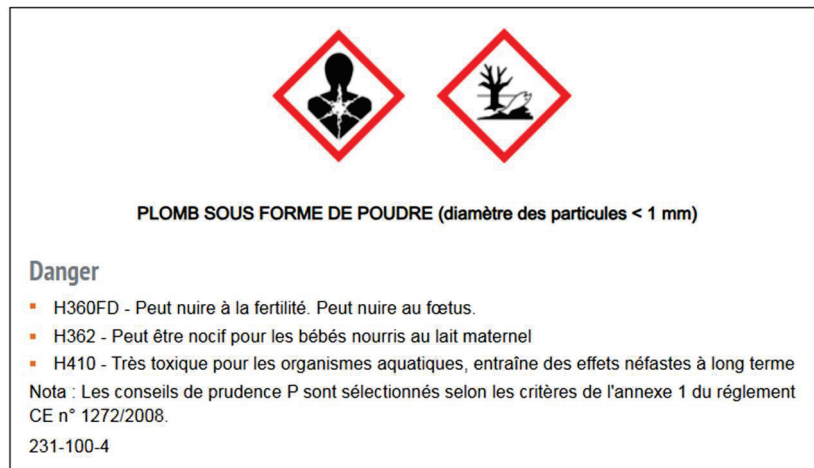 PLOMB SOUS FORME DE POUDRE (diamètre des particules < 1 mm)
Danger
▪ H360FD - Peut nuire à la fertilité. Peut nuire au fœtus.
▪ H362 - Peut être nocif pour les bébés nourris au lait maternel
▪ H410 - Très toxique pour les organismes aquatiques, entraîne des effets néfastes à long terme
Nota : Les conseils de prudence P sont sélectionnés selon les critères de l'annexe 1 du réglement
CE n° 1272/2008.
231-100-4